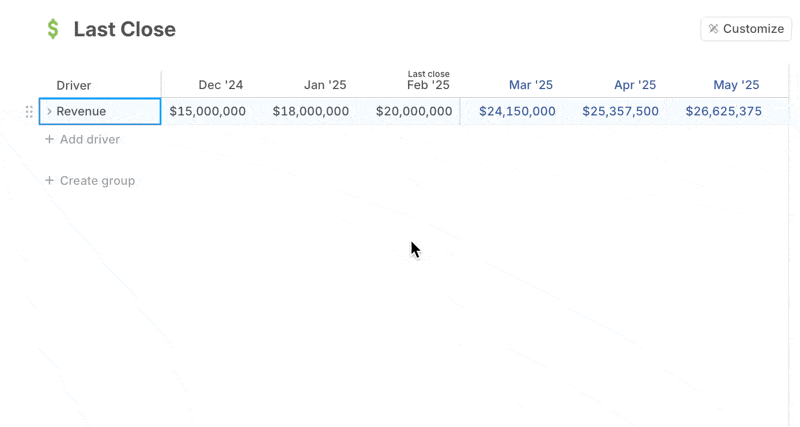 Last Close
Customize
Last close
Driver Dec '24 Jan '25 Feb '25 Mar '25 Apr '25 May '25
Revenue $15,000,000 $18,000,000 $20,000,000 $24,150,000 $25,357,500 $26,625,375
+ Add driver
+ Create group